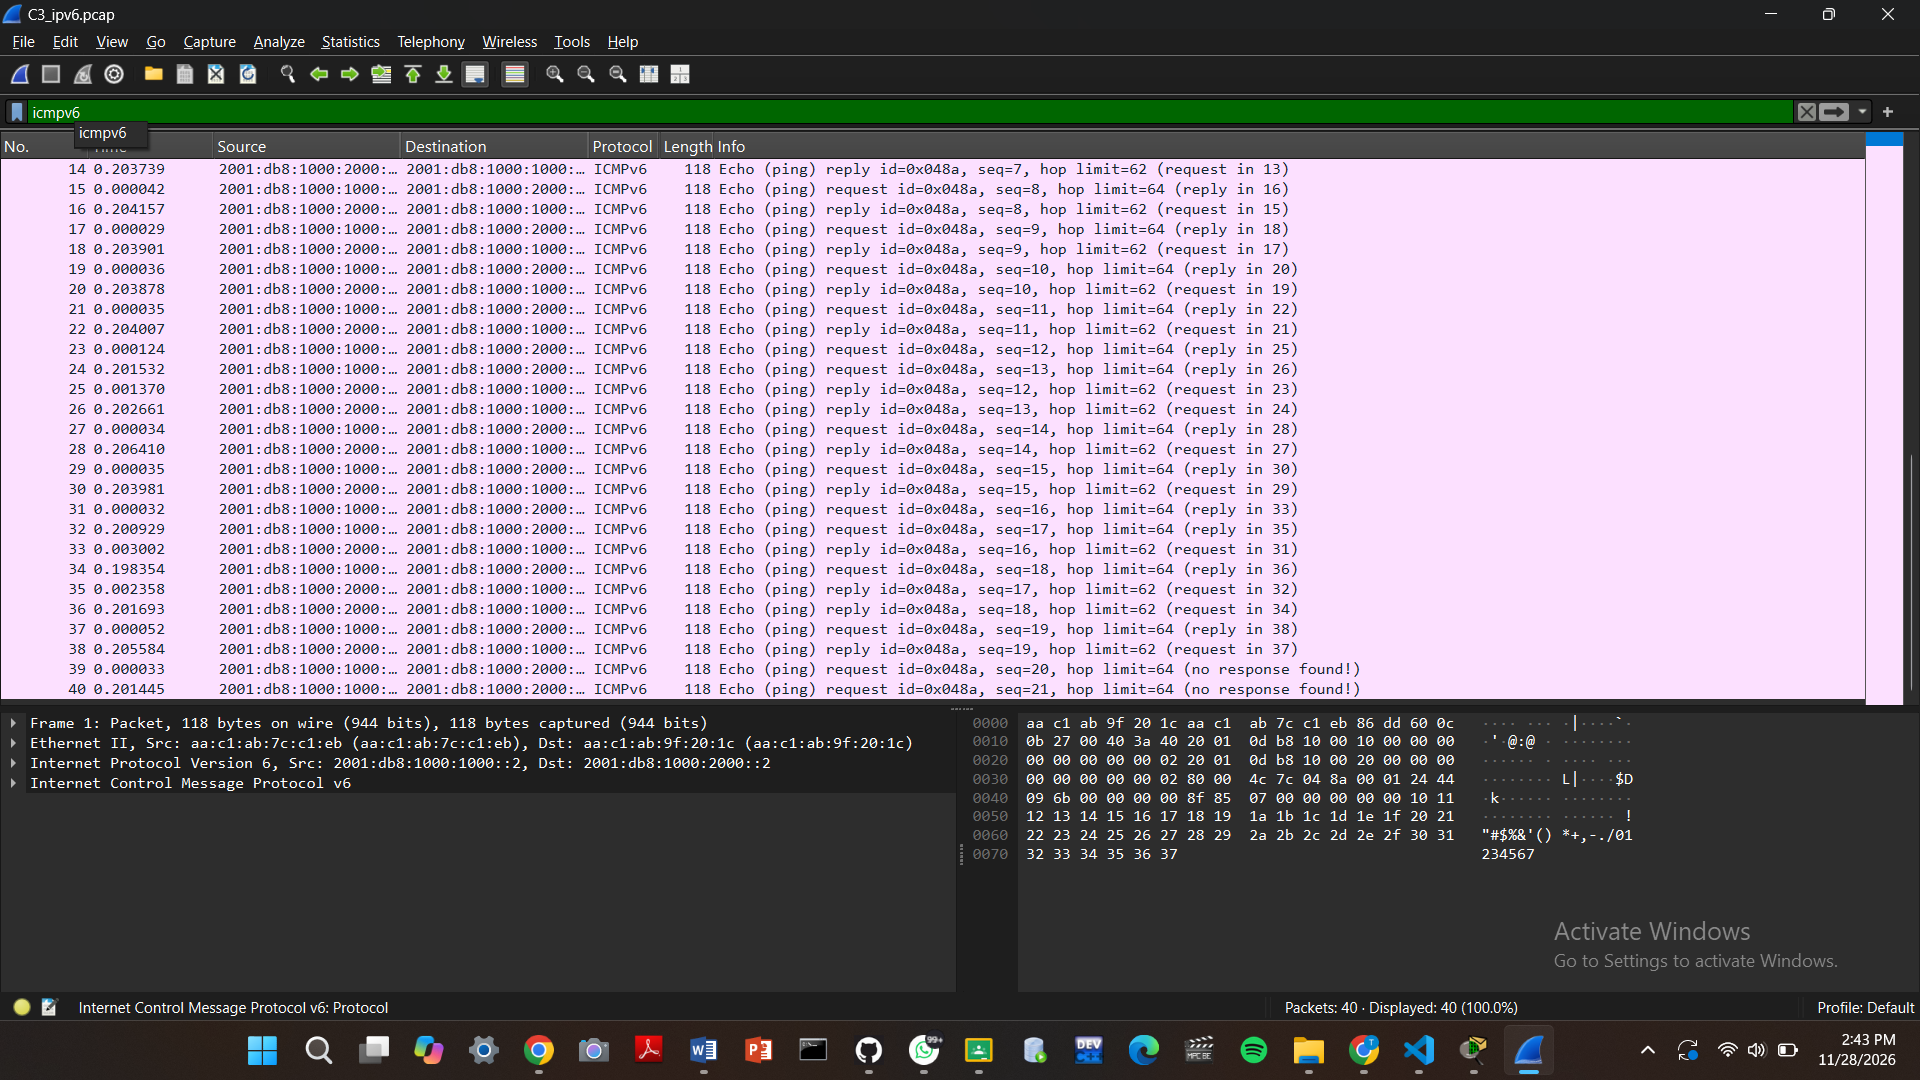 C3_ipv6.pcap
File Edit View Go Capture Analyze Statistics Telephony Wireless Tools Help
icmpv6
icmpv6
No. Source Destination Protocol Length Info
14 0.203739 2001:db8:1000:2000:… 2001:db8:1000:1000:… ICMPv6 118 Echo (ping) reply id=0x048a, seq=7, hop limit=62 (request in 13)
15 0.000042 2001:db8:1000:1000:… 2001:db8:1000:2000:… ICMPv6 118 Echo (ping) request id=0x048a, seq=8, hop limit=64 (reply in 16)
16 0.204157 2001:db8:1000:2000:… 2001:db8:1000:1000:… ICMPv6 118 Echo (ping) reply id=0x048a, seq=8, hop limit=62 (request in 15)
17 0.000029 2001:db8:1000:1000:… 2001:db8:1000:2000:… ICMPv6 118 Echo (ping) request id=0x048a, seq=9, hop limit=64 (reply in 18)
18 0.203901 2001:db8:1000:2000:… 2001:db8:1000:1000:… ICMPv6 118 Echo (ping) reply id=0x048a, seq=9, hop limit=62 (request in 17)
19 0.000036 2001:db8:1000:1000:… 2001:db8:1000:2000:… ICMPv6 118 Echo (ping) request id=0x048a, seq=10, hop limit=64 (reply in 20)
20 0.203878 2001:db8:1000:2000:… 2001:db8:1000:1000:… ICMPv6 118 Echo (ping) reply id=0x048a, seq=10, hop limit=62 (request in 19)
21 0.000035 2001:db8:1000:1000:… 2001:db8:1000:2000:… ICMPv6 118 Echo (ping) request id=0x048a, seq=11, hop limit=64 (reply in 22)
22 0.204007 2001:db8:1000:2000:… 2001:db8:1000:1000:… ICMPv6 118 Echo (ping) reply id=0x048a, seq=11, hop limit=62 (request in 21)
23 0.000124 2001:db8:1000:1000:… 2001:db8:1000:2000:… ICMPv6 118 Echo (ping) request id=0x048a, seq=12, hop limit=64 (reply in 25)
24 0.201532 2001:db8:1000:1000:… 2001:db8:1000:2000:… ICMPv6 118 Echo (ping) request id=0x048a, seq=13, hop limit=64 (reply in 26)
25 0.001370 2001:db8:1000:2000:… 2001:db8:1000:1000:… ICMPv6 118 Echo (ping) reply id=0x048a, seq=12, hop limit=62 (request in 23)
26 0.202661 2001:db8:1000:2000:… 2001:db8:1000:1000:… ICMPv6 118 Echo (ping) reply id=0x048a, seq=13, hop limit=62 (request in 24)
27 0.000034 2001:db8:1000:1000:… 2001:db8:1000:2000:… ICMPv6 118 Echo (ping) request id=0x048a, seq=14, hop limit=64 (reply in 28)
28 0.206410 2001:db8:1000:2000:… 2001:db8:1000:1000:… ICMPv6 118 Echo (ping) reply id=0x048a, seq=14, hop limit=62 (request in 27)
29 0.000035 2001:db8:1000:1000:… 2001:db8:1000:2000:… ICMPv6 118 Echo (ping) request id=0x048a, seq=15, hop limit=64 (reply in 30)
30 0.203981 2001:db8:1000:2000:… 2001:db8:1000:1000:… ICMPv6 118 Echo (ping) reply id=0x048a, seq=15, hop limit=62 (request in 29)
31 0.000032 2001:db8:1000:1000:… 2001:db8:1000:2000:… ICMPv6 118 Echo (ping) request id=0x048a, seq=16, hop limit=64 (reply in 33)
32 0.200929 2001:db8:1000:1000:… 2001:db8:1000:2000:… ICMPv6 118 Echo (ping) request id=0x048a, seq=17, hop limit=64 (reply in 35)
33 0.003002 2001:db8:1000:2000:… 2001:db8:1000:1000:… ICMPv6 118 Echo (ping) reply id=0x048a, seq=16, hop limit=62 (request in 31)
34 0.198354 2001:db8:1000:1000:… 2001:db8:1000:2000:… ICMPv6 118 Echo (ping) request id=0x048a, seq=18, hop limit=64 (reply in 36)
35 0.002358 2001:db8:1000:2000:… 2001:db8:1000:1000:… ICMPv6 118 Echo (ping) reply id=0x048a, seq=17, hop limit=62 (request in 32)
36 0.201693 2001:db8:1000:2000:… 2001:db8:1000:1000:… ICMPv6 118 Echo (ping) reply id=0x048a, seq=18, hop limit=62 (request in 34)
37 0.000052 2001:db8:1000:1000:… 2001:db8:1000:2000:… ICMPv6 118 Echo (ping) request id=0x048a, seq=19, hop limit=64 (reply in 38)
38 0.205584 2001:db8:1000:2000:… 2001:db8:1000:1000:… ICMPv6 118 Echo (ping) reply id=0x048a, seq=19, hop limit=62 (request in 37)
39 0.000033 2001:db8:1000:1000:… 2001:db8:1000:2000:… ICMPv6 118 Echo (ping) request id=0x048a, seq=20, hop limit=64 (no response found!)
40 0.201445 2001:db8:1000:1000:… 2001:db8:1000:2000:… ICMPv6 118 Echo (ping) request id=0x048a, seq=21, hop limit=64 (no response found!)
Frame 1: Packet, 118 bytes on wire (944 bits), 118 bytes captured (944 bits)
Ethernet II, Src: aa:c1:ab:7c:c1:eb (aa:c1:ab:7c:c1:eb), Dst: aa:c1:ab:9f:20:1c (aa:c1:ab:9f:20:1c)
Internet Protocol Version 6, Src: 2001:db8:1000:1000::2, Dst: 2001:db8:1000:2000::2
Internet Control Message Protocol v6
0000 aa c1 ab 9f 20 1c aa c1 ab 7c c1 eb 86 dd 60 0c ···· ··· ·|····`·
0010 0b 27 00 40 3a 40 20 01 0d b8 10 00 10 00 00 00 ·'·@:@ · ········
0020 00 00 00 00 00 02 20 01 0d b8 10 00 20 00 00 00 ······ · ···· ···
0030 00 00 00 00 00 02 80 00 4c 7c 04 8a 00 01 24 44 ········ L|····$D
0040 09 6b 00 00 00 00 8f 85 07 00 00 00 00 00 10 11 ·k······ ········
0050 12 13 14 15 16 17 18 19 1a 1b 1c 1d 1e 1f 20 21 ········ ······ !
0060 22 23 24 25 26 27 28 29 2a 2b 2c 2d 2e 2f 30 31 "#$%&'() *+,-./01
0070 32 33 34 35 36 37 234567
Activate Windows
Go to Settings to activate Windows.
Internet Control Message Protocol v6: Protocol Packets: 40 · Displayed: 40 (100.0%) Profile: Default
99+
DEV
MPC BE
T
2:43 PM
11/28/2026